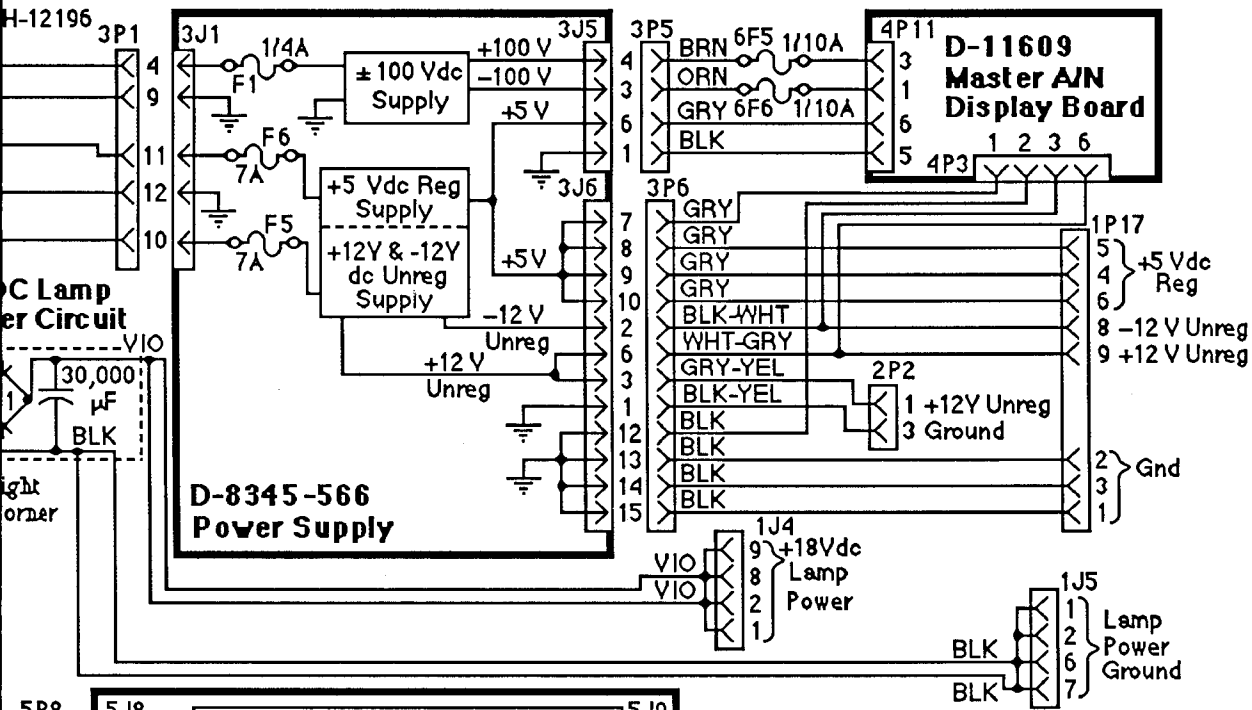 H-12196
3P1
3J1
3J5
3P5
4P11
1/4A
F1
± 100 Vdc
Supply
+100 V
-100 V
+5 V
4
9
11
12
10
F6
7A
F5
7A
+5 Vdc Reg
Supply
+12V & -12V
dc Unreg
Supply
+5 V
-12 V
Unreg
+12 V
Unreg
4
3
6
1
BRN
6F5
1/10A
ORN
6F6
1/10A
GRY
BLK
3
1
6
5
D-11609
Master A/N
Display Board
4P3
1 2 3 6
3J6
3P6
7
8
9
10
2
6
3
1
12
13
14
15
GRY
GRY
GRY
GRY
BLK-WHT
WHT-GRY
GRY-YEL
BLK-YEL
BLK
BLK
BLK
BLK
1P17
5
4
6
+5 Vdc
Reg
8 -12 V Unreg
9 +12 V Unreg
2P2
1 +12V Unreg
3 Ground
2
3
1
Gnd
C Lamp
er Circuit
VIO
30,000
µF
1
BLK
ight
orner
D-8345-566
Power Supply
1J4
VIO
VIO
9
8
2
1
+18Vdc
Lamp
Power
1J5
BLK
BLK
1
2
6
7
Lamp
Power
Ground
5P8
5J8
5J9